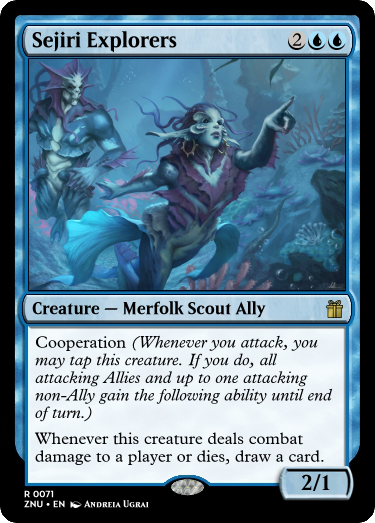 Sejiri Explorers 2
Creature — Merfolk Scout Ally
Cooperation (Whenever you attack, you
may tap this creature. If you do, all
attacking Allies and up to one attacking
non-Ally gain the following ability until end
of turn.)
Whenever this creature deals combat
damage to a player or dies, draw a card.
2/1
R 0071
ZNU • EN Andreia Ugrai